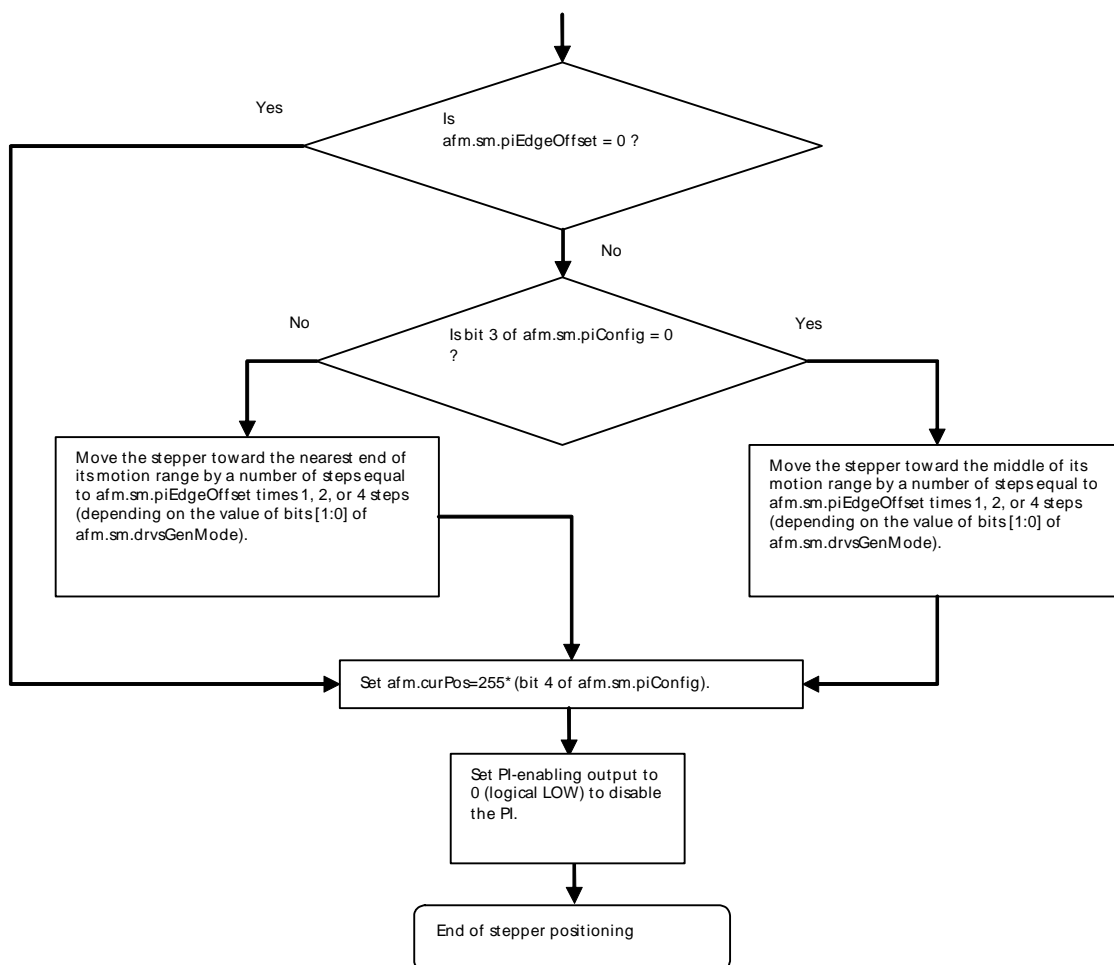 Yes
Is
afm.sm.piEdgeOffset = 0 ?
No
No
Is bit 3 of afm.sm.piConfig = 0
?
Yes
Move the stepper toward the nearest end of
its motion range by a number of steps equal
to afm.sm.piEdgeOffset times 1, 2, or 4 steps
(depending on the value of bits [1:0] of
afm.sm.drvsGenMode).
Move the stepper toward the middle of its
motion range by a number of steps equal to
afm.sm.piEdgeOffset times 1, 2, or 4 steps
(depending on the value of bits [1:0] of
afm.sm.drvsGenMode).
Set afm.curPos=255* (bit 4 of afm.sm.piConfig).
Set PI-enabling output to
0 (logical LOW) to disable
the PI.
End of stepper positioning